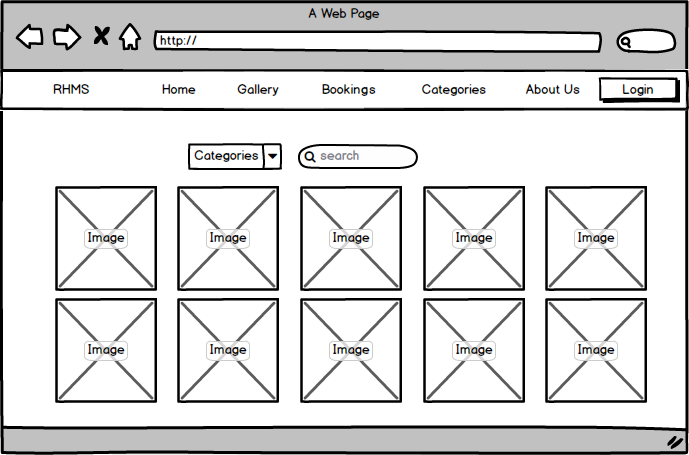 A Web Page
http://
RHMS Home Gallery Bookings Categories About Us Login
Categories search
Image Image Image Image Image
Image Image Image Image Image